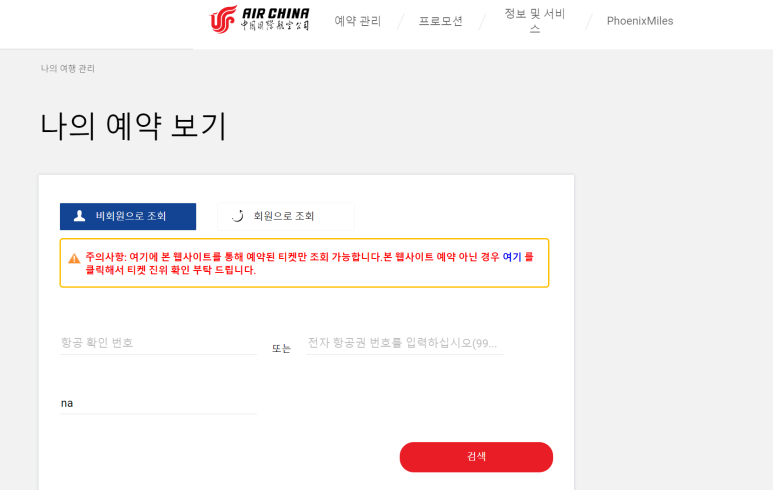 AIR CHINA
中国国際航空公司
예약 관리
프로모션
정보 및 서비
스
PhoenixMiles
나의 여행 관리
나의 예약 보기
비회원으로 조회
회원으로 조회
주의사항: 여기에 본 웹사이트를 통해 예약된 티켓만 조회 가능합니다.본 웹사이트 예약 아닌 경우 여기 를
클릭해서 티켓 진위 확인 부탁 드립니다.
항공 확인 번호
또는
전자 항공권 번호를 입력하십시오(99...
na
검색